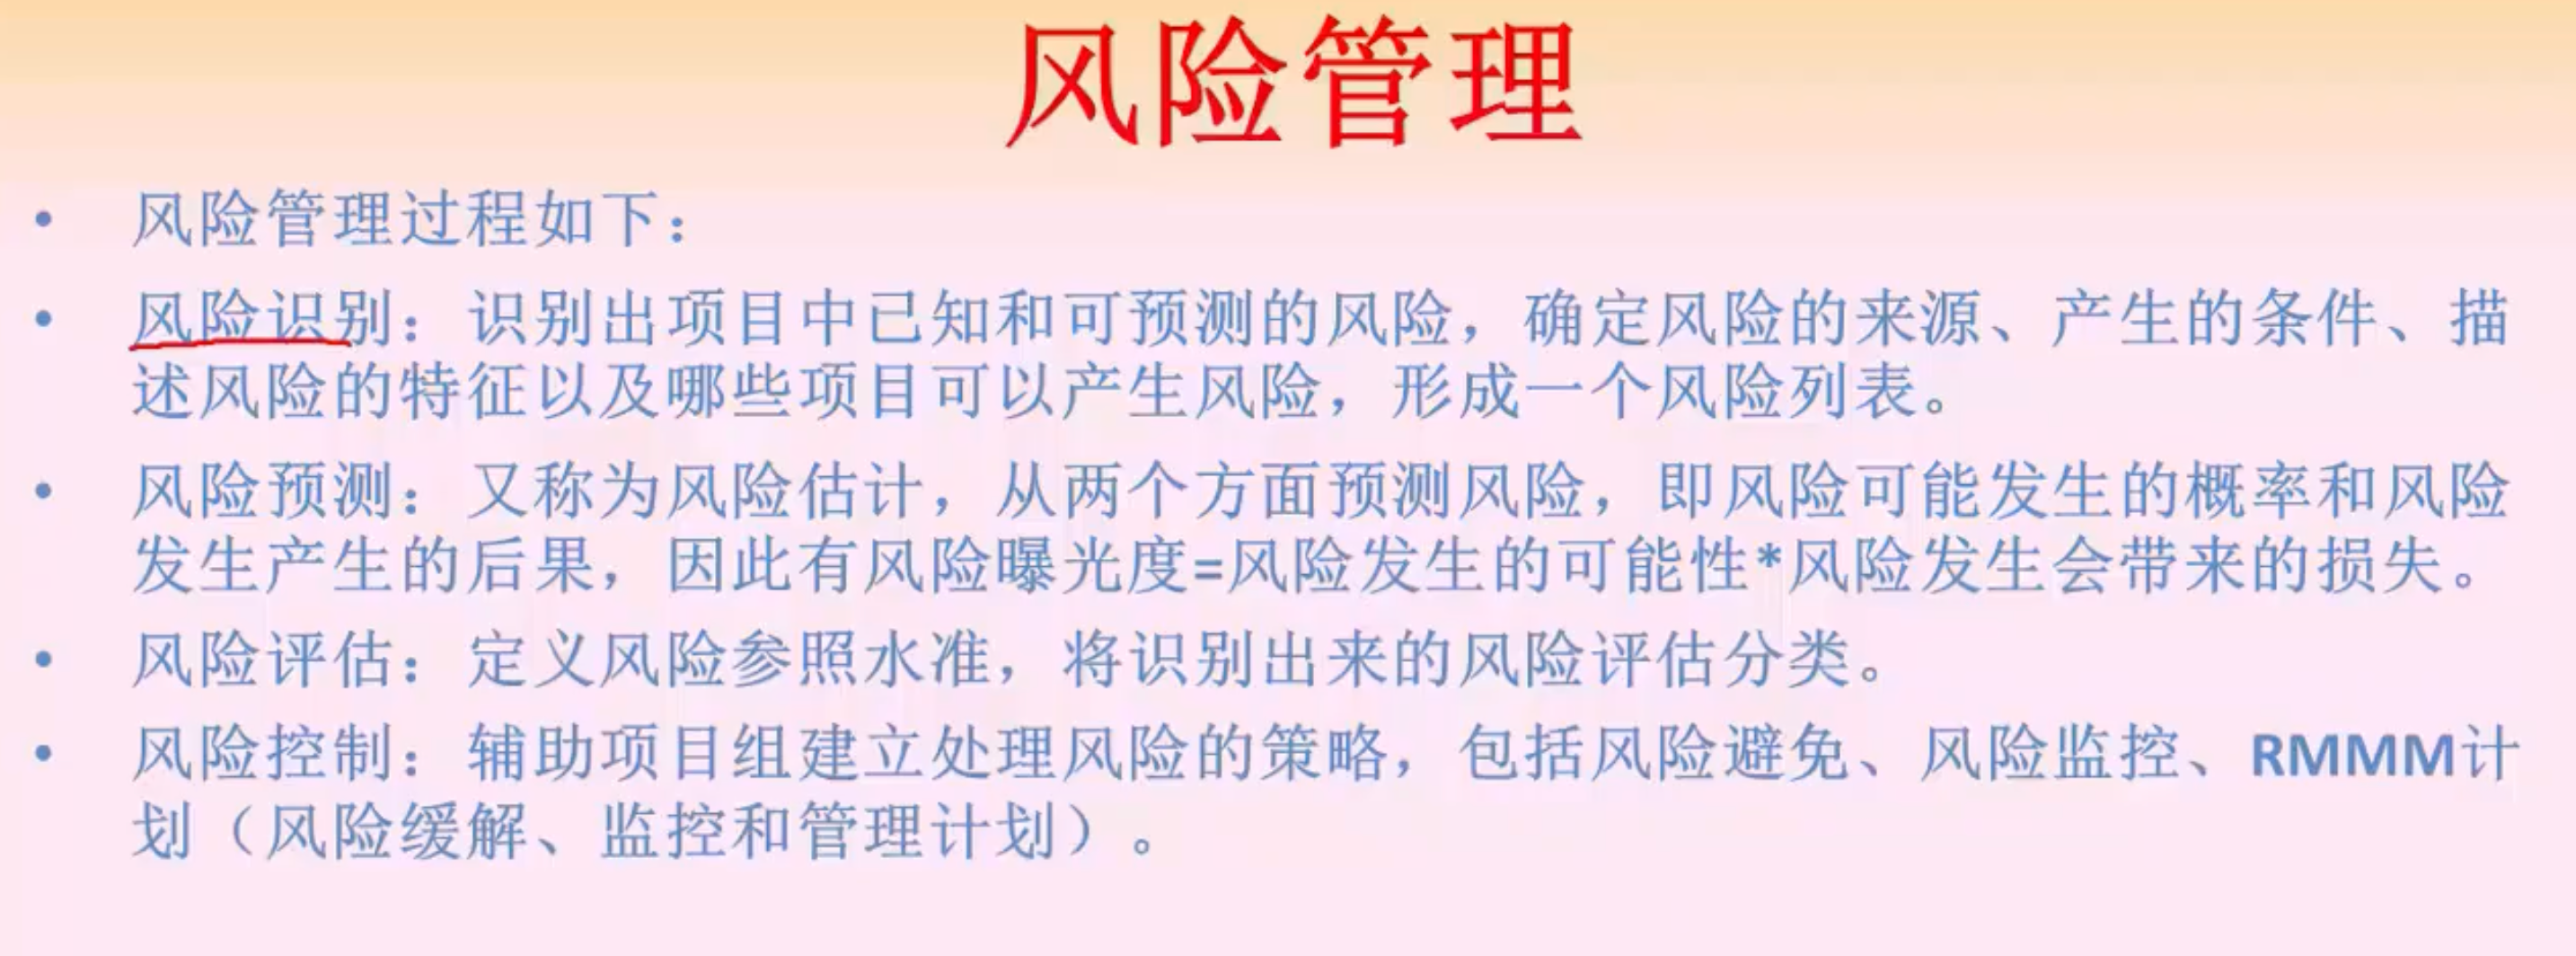 风险管理
• 风险管理过程如下：
• 风险识别：识别出项目中已知和可预测的风险，确定风险的来源、产生的条件、描
述风险的特征以及哪些项目可以产生风险，形成一个风险列表。
• 风险预测：又称为风险估计，从两个方面预测风险，即风险可能发生的概率和风险
发生产生的后果，因此有风险曝光度=风险发生的可能性*风险发生会带来的损失。
• 风险评估：定义风险参照水准，将识别出来的风险评估分类。
• 风险控制：辅助项目组建立处理风险的策略，包括风险避免、风险监控、RMMM计
划（风险缓解、监控和管理计划）。